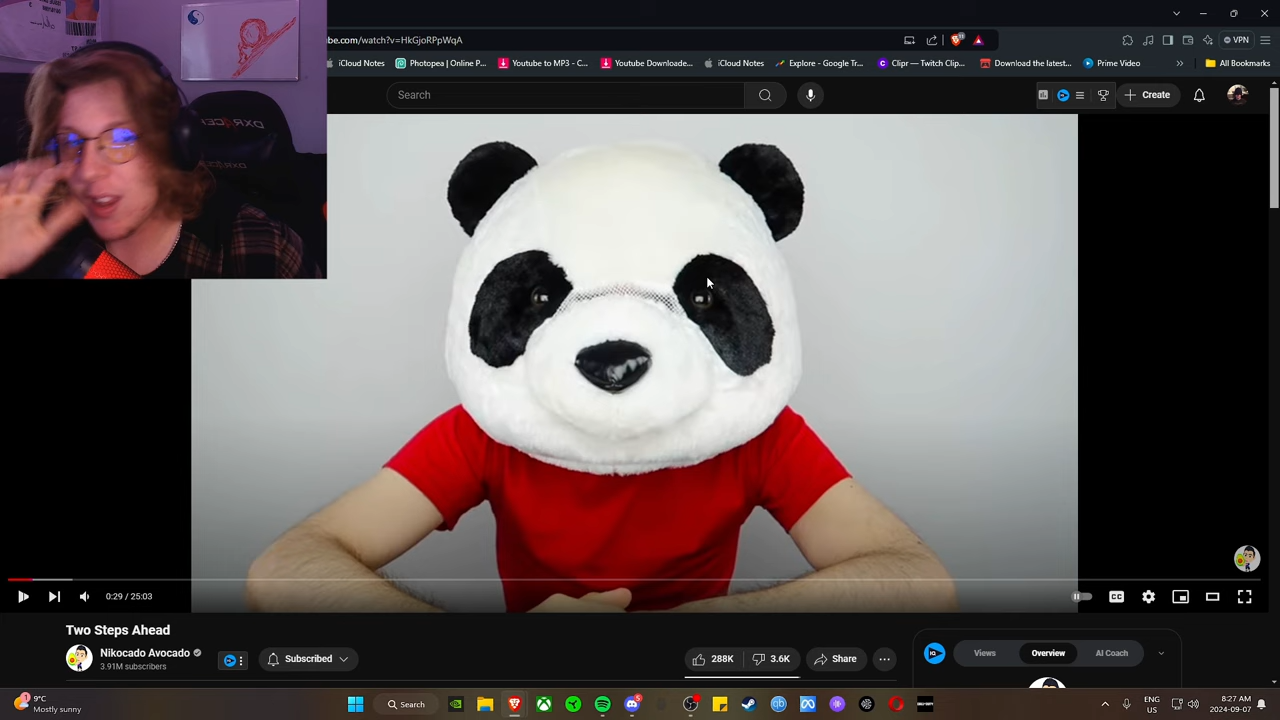 be.com/watch?v=HkGjoRPpWqA
VPN
iCloud Notes
Photopea | Online P...
Youtube to MP3 - C...
Youtube Downloade...
iCloud Notes
Explore - Google Tr...
Clipr — Twitch Clip...
Download the latest...
Prime Video
All Bookmarks
Search
Create
DXRACER
0:29 / 25:03
CC
Two Steps Ahead
Nikocado Avocado
3.91M subscribers
Subscribed
288K
3.6K
Share
Views
Overview
AI Coach
9°C
Mostly sunny
Search
ENG
US
8:27 AM
2024-09-07